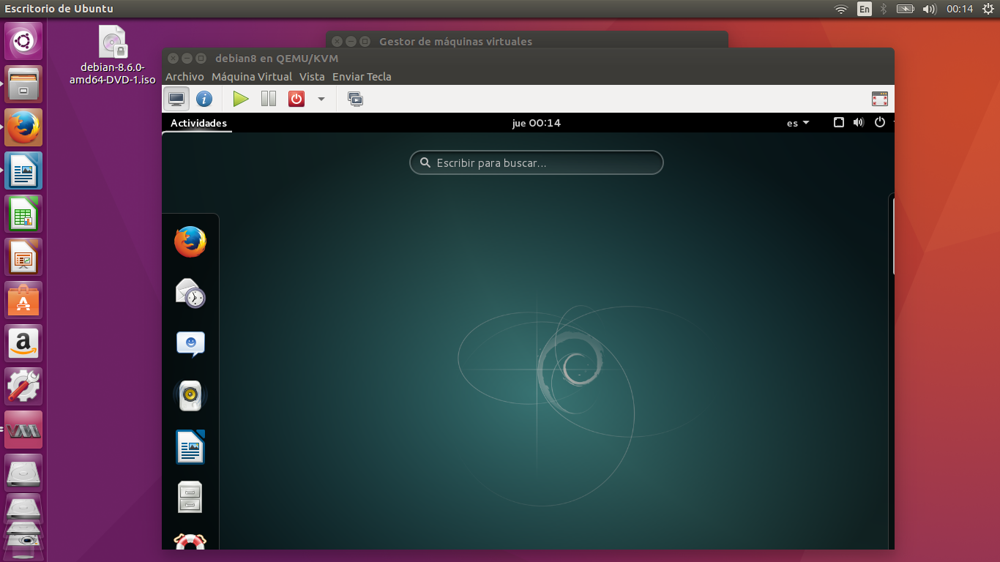 Escritorio de Ubuntu
En
00:14
debian-8.6.0-
amd64-DVD-1.iso
Gestor de máquinas virtuales
debian8 en QEMU/KVM
Archivo Máquina Virtual Vista Enviar Tecla
Actividades
jue 00:14
es
Escribir para buscar...